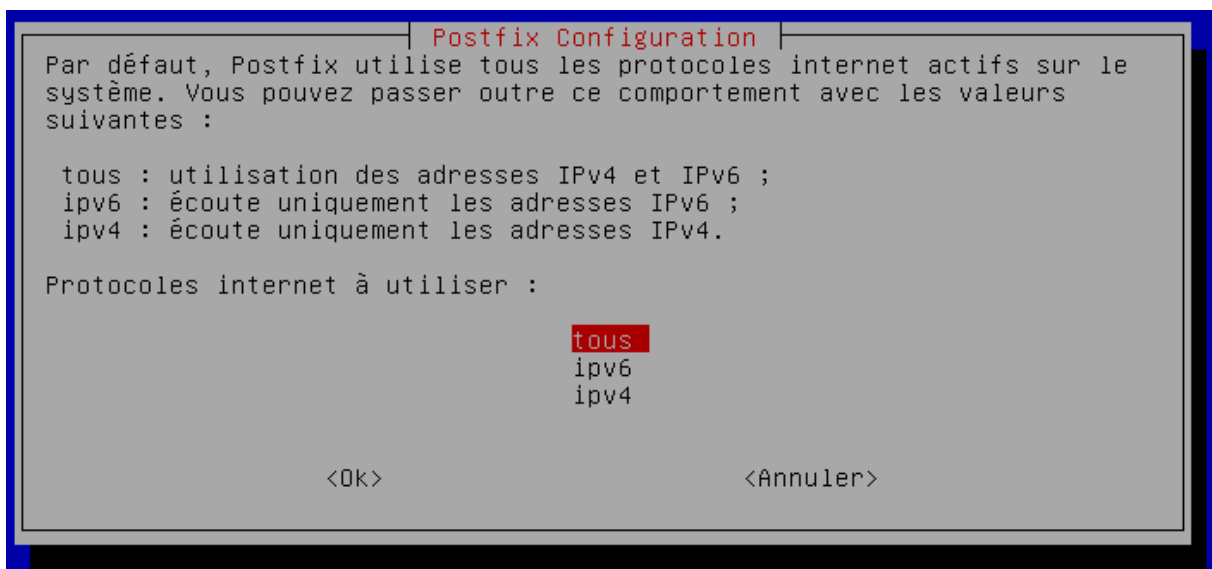 Postfix Configuration
Par défaut, Postfix utilise tous les protocoles internet actifs sur le
système. Vous pouvez passer outre ce comportement avec les valeurs
suivantes :
tous : utilisation des adresses IPv4 et IPv6 ;
ipv6 : écoute uniquement les adresses IPv6 ;
ipv4 : écoute uniquement les adresses IPv4.
Protocoles internet à utiliser :
tous
ipv6
ipv4
<Ok> <Annuler>